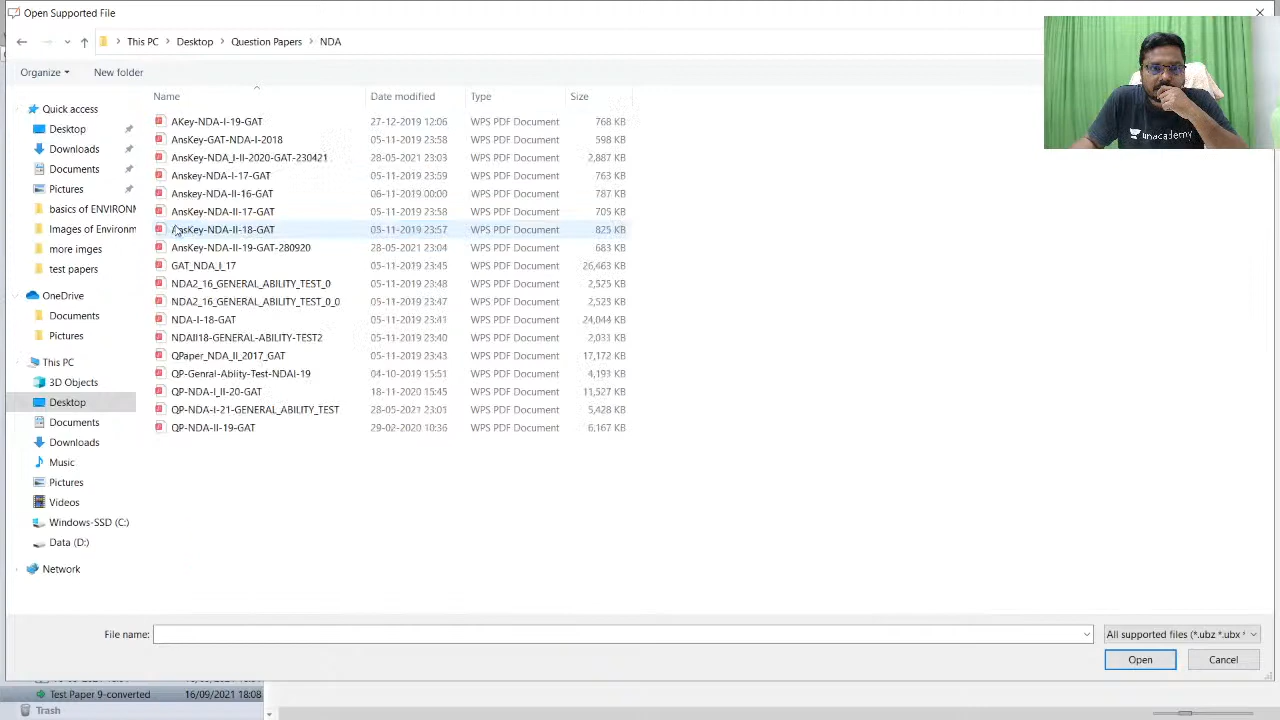 Open Supported File
This PC > Desktop > Question Papers > NDA
Organize
New folder
Name Date modified Type Size
Quick access
Desktop
Downloads
Documents
Pictures
basics of ENVIRONM
Images of Environm
more imges
test papers
OneDrive
Documents
Pictures
This PC
3D Objects
Desktop
Documents
Downloads
Music
Pictures
Videos
Windows-SSD (C:)
Data (D:)
Network
AKey-NDA-I-19-GAT 27-12-2019 12:06 WPS PDF Document 768 KB
AnsKey-GAT-NDA-I-2018 05-11-2019 23:58 WPS PDF Document 598 KB
AnsKey-NDA_I-II-2020-GAT-230421 28-05-2021 23:03 WPS PDF Document 2,887 KB
AnsKey-NDA-I-17-GAT 05-11-2019 23:59 WPS PDF Document 763 KB
Anskey-NDA-II-16-GAT 06-11-2019 00:00 WPS PDF Document 787 KB
AnsKey-NDA-II-17-GAT 05-11-2019 23:58 WPS PDF Document 705 KB
AnsKey-NDA-II-18-GAT 05-11-2019 23:57 WPS PDF Document 825 KB
AnsKey-NDA-II-19-GAT-280920 28-05-2021 23:04 WPS PDF Document 683 KB
GAT_NDA_I_17 05-11-2019 23:45 WPS PDF Document 26,463 KB
NDA2_16_GENERAL_ABILITY_TEST_0 05-11-2019 23:48 WPS PDF Document 2,525 KB
NDA2_16_GENERAL_ABILITY_TEST_0_0 05-11-2019 23:47 WPS PDF Document 2,523 KB
NDA-I-18-GAT 05-11-2019 23:41 WPS PDF Document 24,044 KB
NDAII18-GENERAL-ABILITY-TEST2 05-11-2019 23:40 WPS PDF Document 2,033 KB
QPaper_NDA_II_2017_GAT 05-11-2019 23:43 WPS PDF Document 17,172 KB
QP-Genral-Ablity-Test-NDAI-19 04-10-2019 15:51 WPS PDF Document 4,193 KB
QP-NDA-I_II-20-GAT 18-11-2020 15:45 WPS PDF Document 11,527 KB
QP-NDA-I-21-GENERAL_ABILITY_TEST 28-05-2021 23:01 WPS PDF Document 5,428 KB
QP-NDA-II-19-GAT 29-02-2020 10:36 WPS PDF Document 6,167 KB
unacademy
File name:
All supported files (*.ubz *.ubx *
Open
Cancel
Test Paper 9-converted 16/09/2021 18:08
Trash